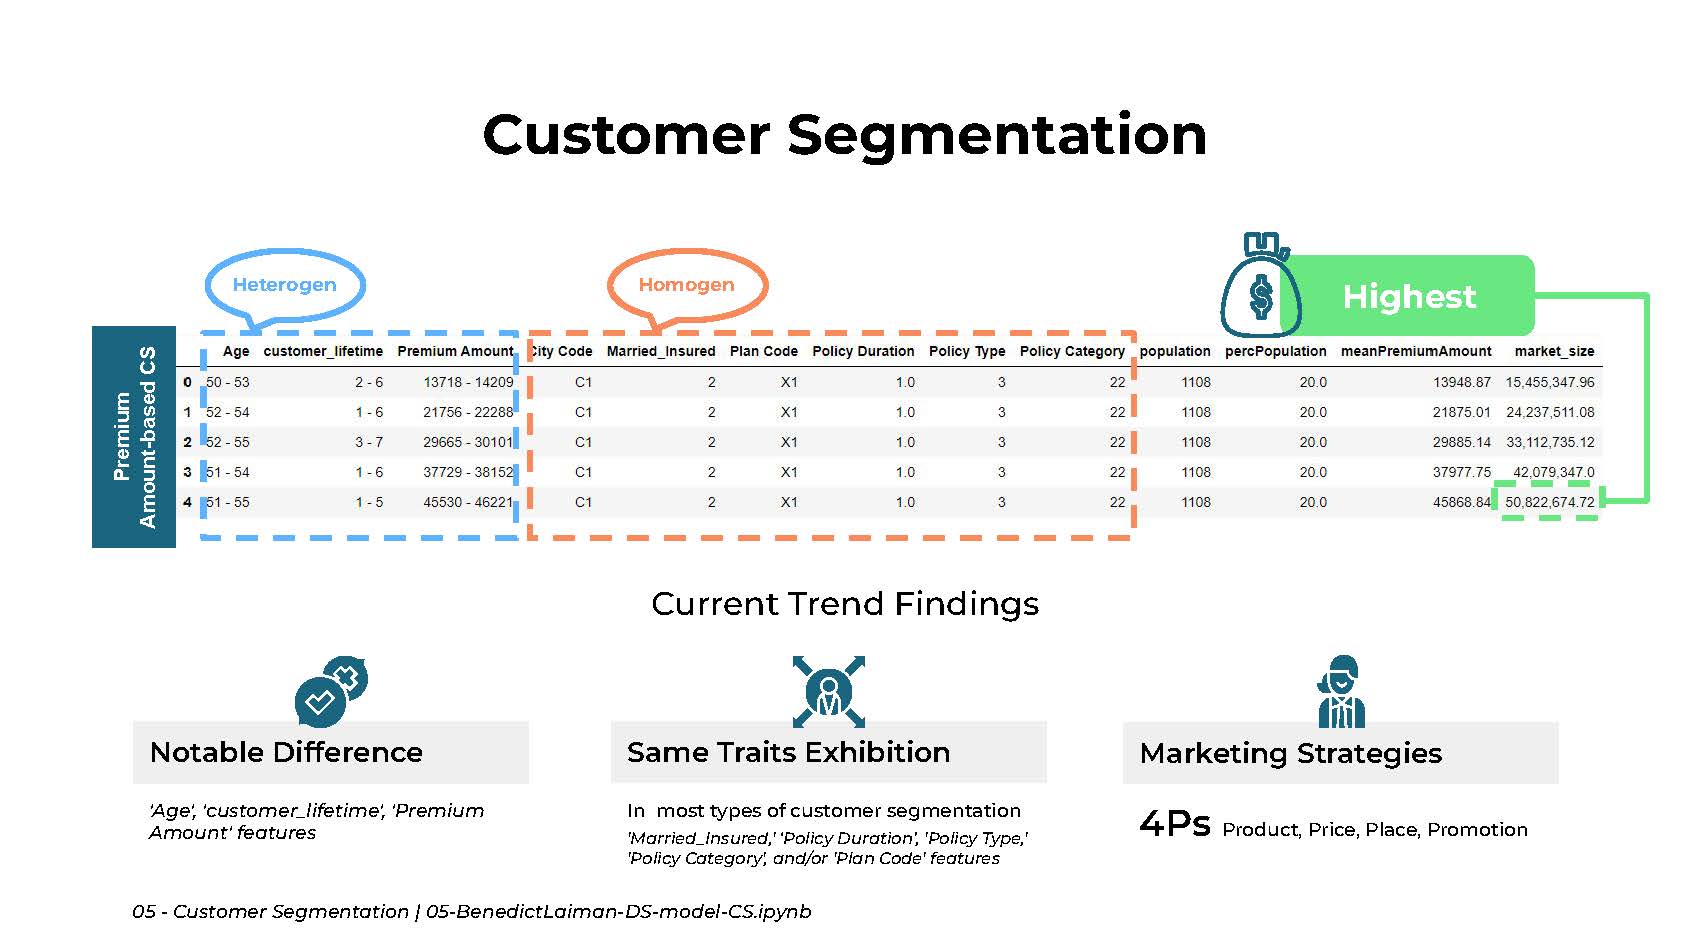 Customer Segmentation
Heterogen
Homogen
$
Highest
Premium
Amount-based CS
Age customer_lifetime Premium Amount City Code Married_Insured Plan Code Policy Duration Policy Type Policy Category population percPopulation meanPremiumAmount market_size
0 50 - 53 2 - 6 13718 - 14209 C1 2 X1 1.0 3 22 1108 20.0 13948.87 15,455,347.96
1 52 - 54 1 - 6 21756 - 22288 C1 2 X1 1.0 3 22 1108 20.0 21875.01 24,237,511.08
2 52 - 55 3 - 7 29665 - 30101 C1 2 X1 1.0 3 22 1108 20.0 29885.14 33,112,735.12
3 51 - 54 1 - 6 37729 - 38152 C1 2 X1 1.0 3 22 1108 20.0 37977.75 42,079,347.0
4 51 - 55 1 - 5 45530 - 46221 C1 2 X1 1.0 3 22 1108 20.0 45868.84 50,822,674.72
Current Trend Findings
Notable Difference
'Age', 'customer_lifetime', 'Premium
Amount' features
Same Traits Exhibition
In most types of customer segmentation
'Married_Insured,' 'Policy Duration', 'Policy Type,'
'Policy Category', and/or 'Plan Code' features
Marketing Strategies
4Ps Product, Price, Place, Promotion
05 - Customer Segmentation | 05-BenedictLaiman-DS-model-CS.ipynb